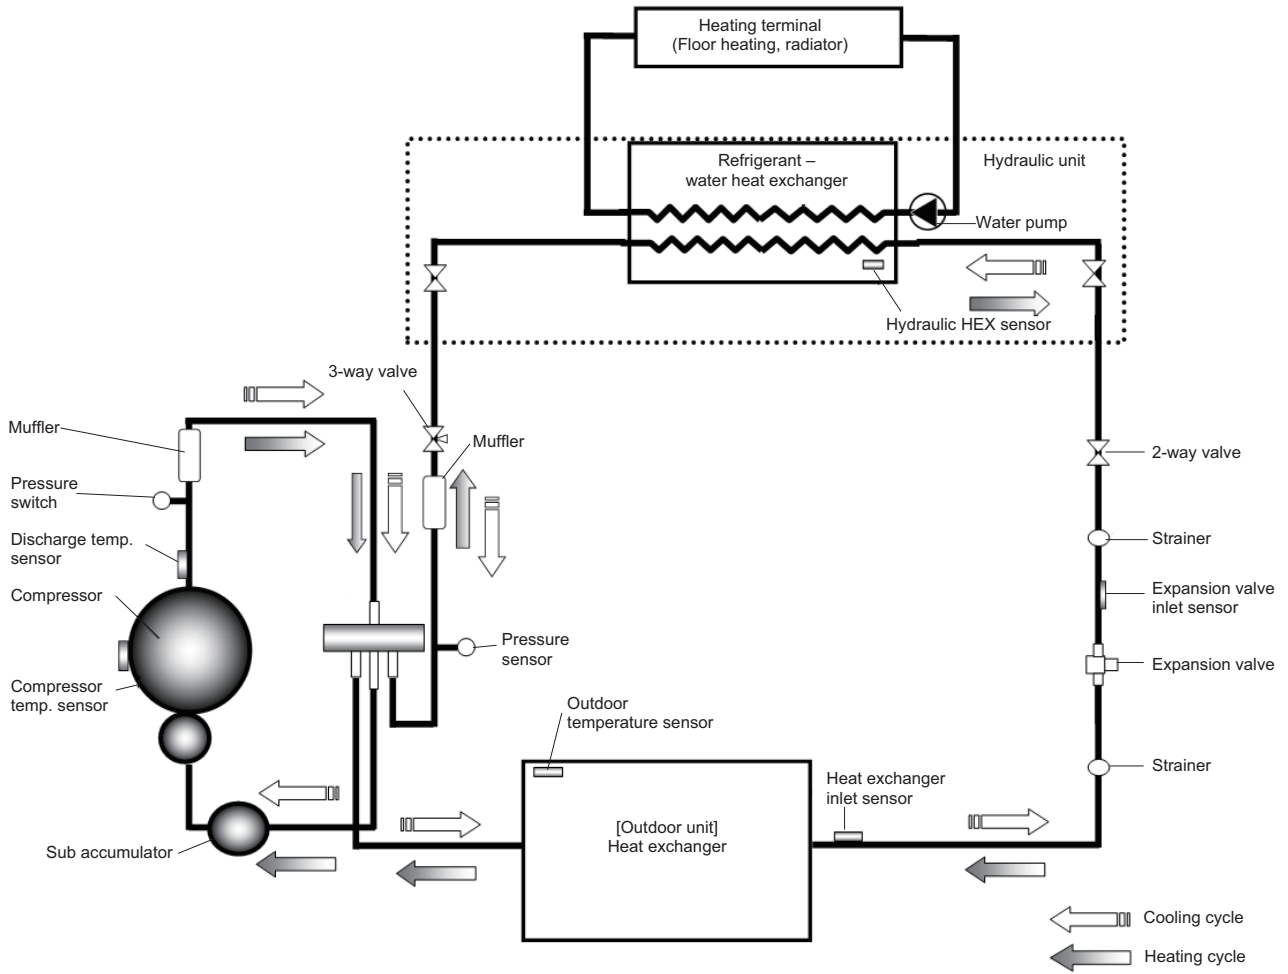 Heating terminal
(Floor heating, radiator)
Refrigerant –
water heat exchanger
Hydraulic unit
Water pump
Hydraulic HEX sensor
3-way valve
Muffler
Muffler
2-way valve
Pressure
switch
Discharge temp.
sensor
Strainer
Compressor
Expansion valve
inlet sensor
Pressure
sensor
Expansion valve
Compressor
temp. sensor
Outdoor
temperature sensor
Strainer
Heat exchanger
inlet sensor
[Outdoor unit]
Heat exchanger
Sub accumulator
Cooling cycle
Heating cycle